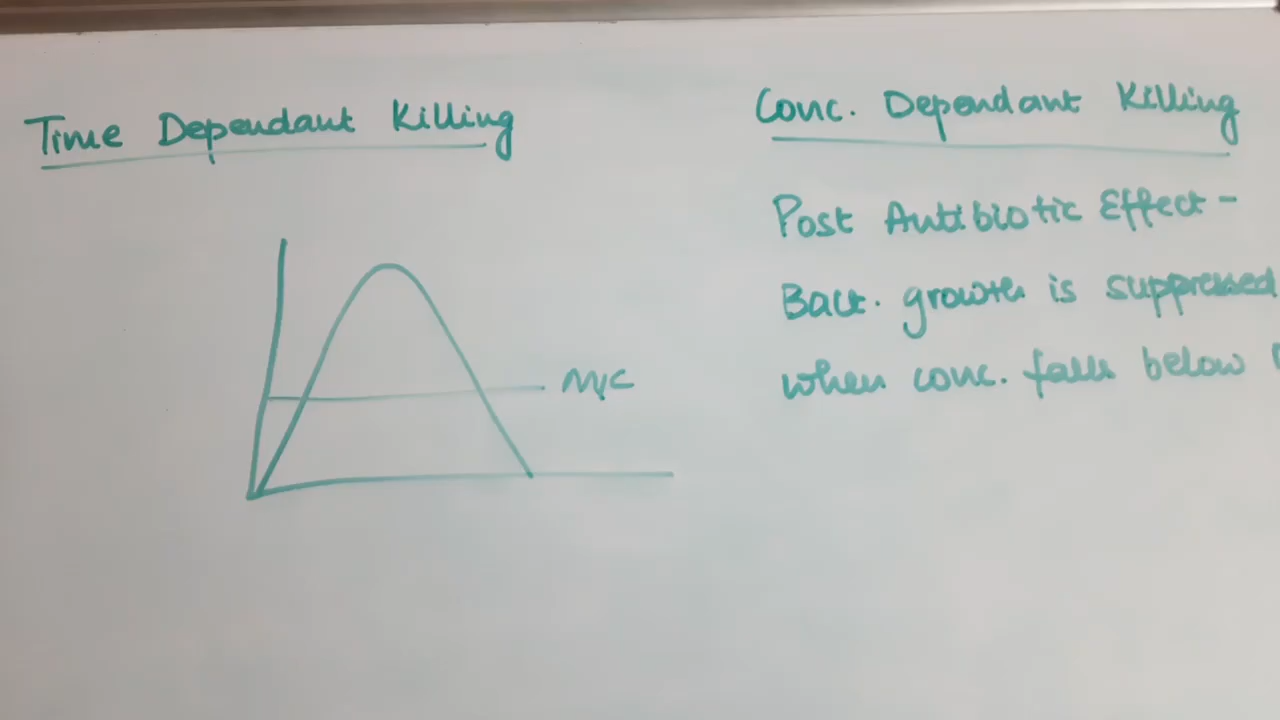 Time Dependant Killing
MIC
Conc. Dependant Killing
Post Antibiotic Effect -
Bact. growth is suppressed
when conc. falls below